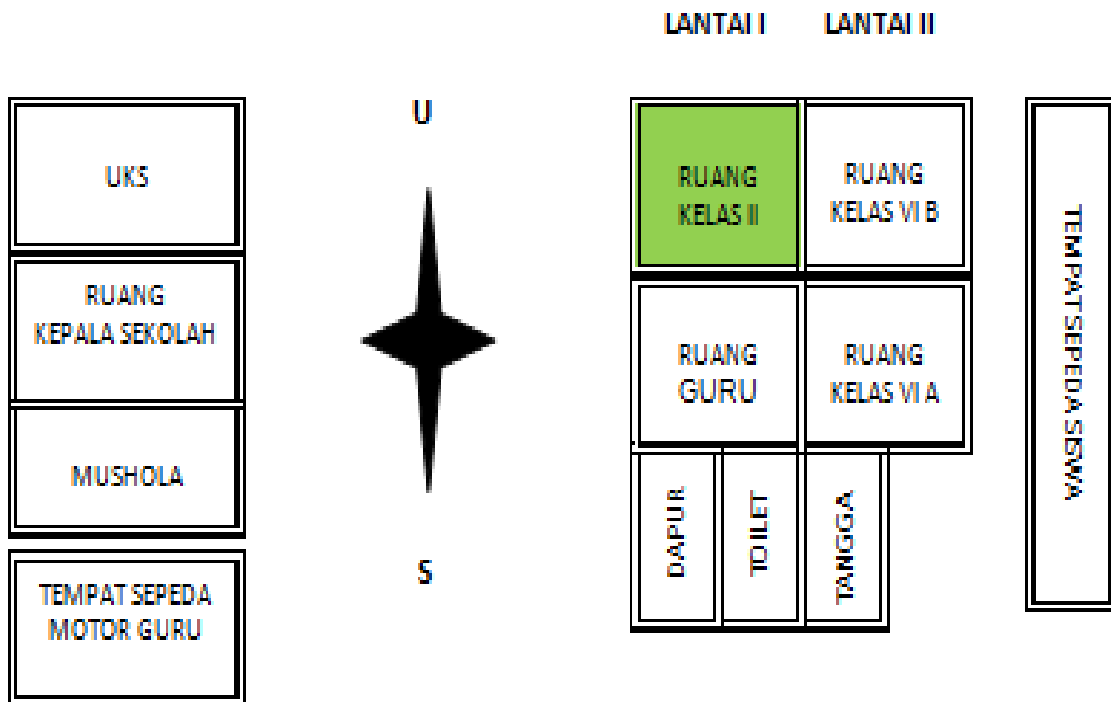 LANTAI I
LANTAI II
U
UKS
RUANG
KELAS II
RUANG
KELAS VI B
TEMPAT SEPEDA SISWA
RUANG
KEPALA SEKOLAH
RUANG
GURU
RUANG
KELAS VI A
MUSHOLA
DAPUR
TOILET
TANGGA
S
TEMPAT SEPEDA
MOTOR GURU